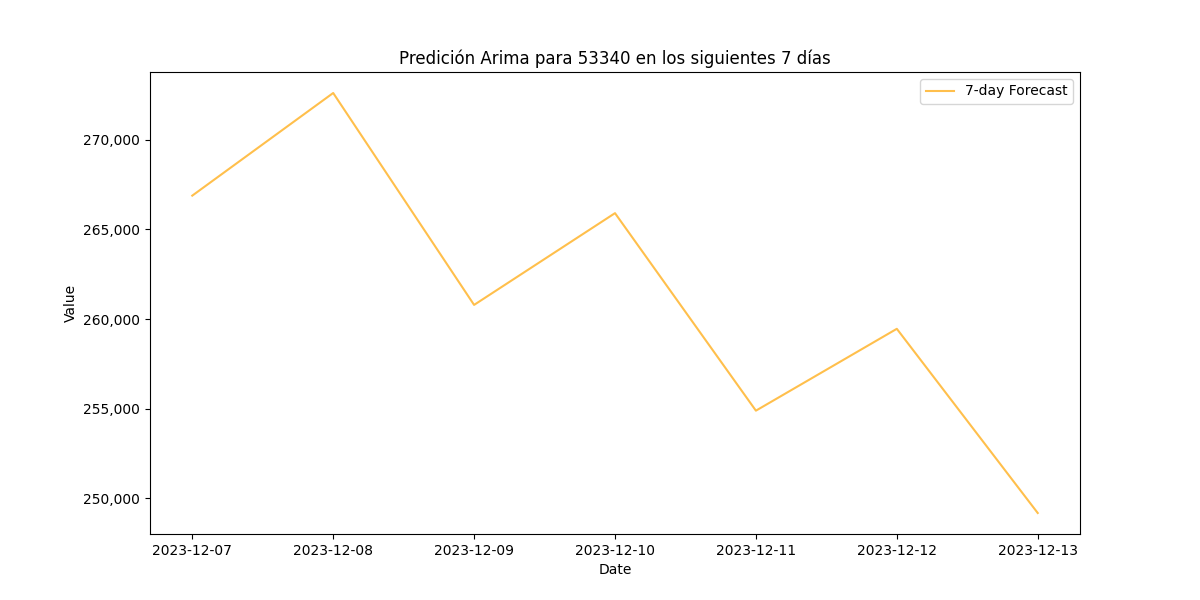 Predicción Arima para 53340 en los siguientes 7 días
7-day Forecast
270,000
265,000
260,000
255,000
250,000
Value
2023-12-07 2023-12-08 2023-12-09 2023-12-10 2023-12-11 2023-12-12 2023-12-13
Date